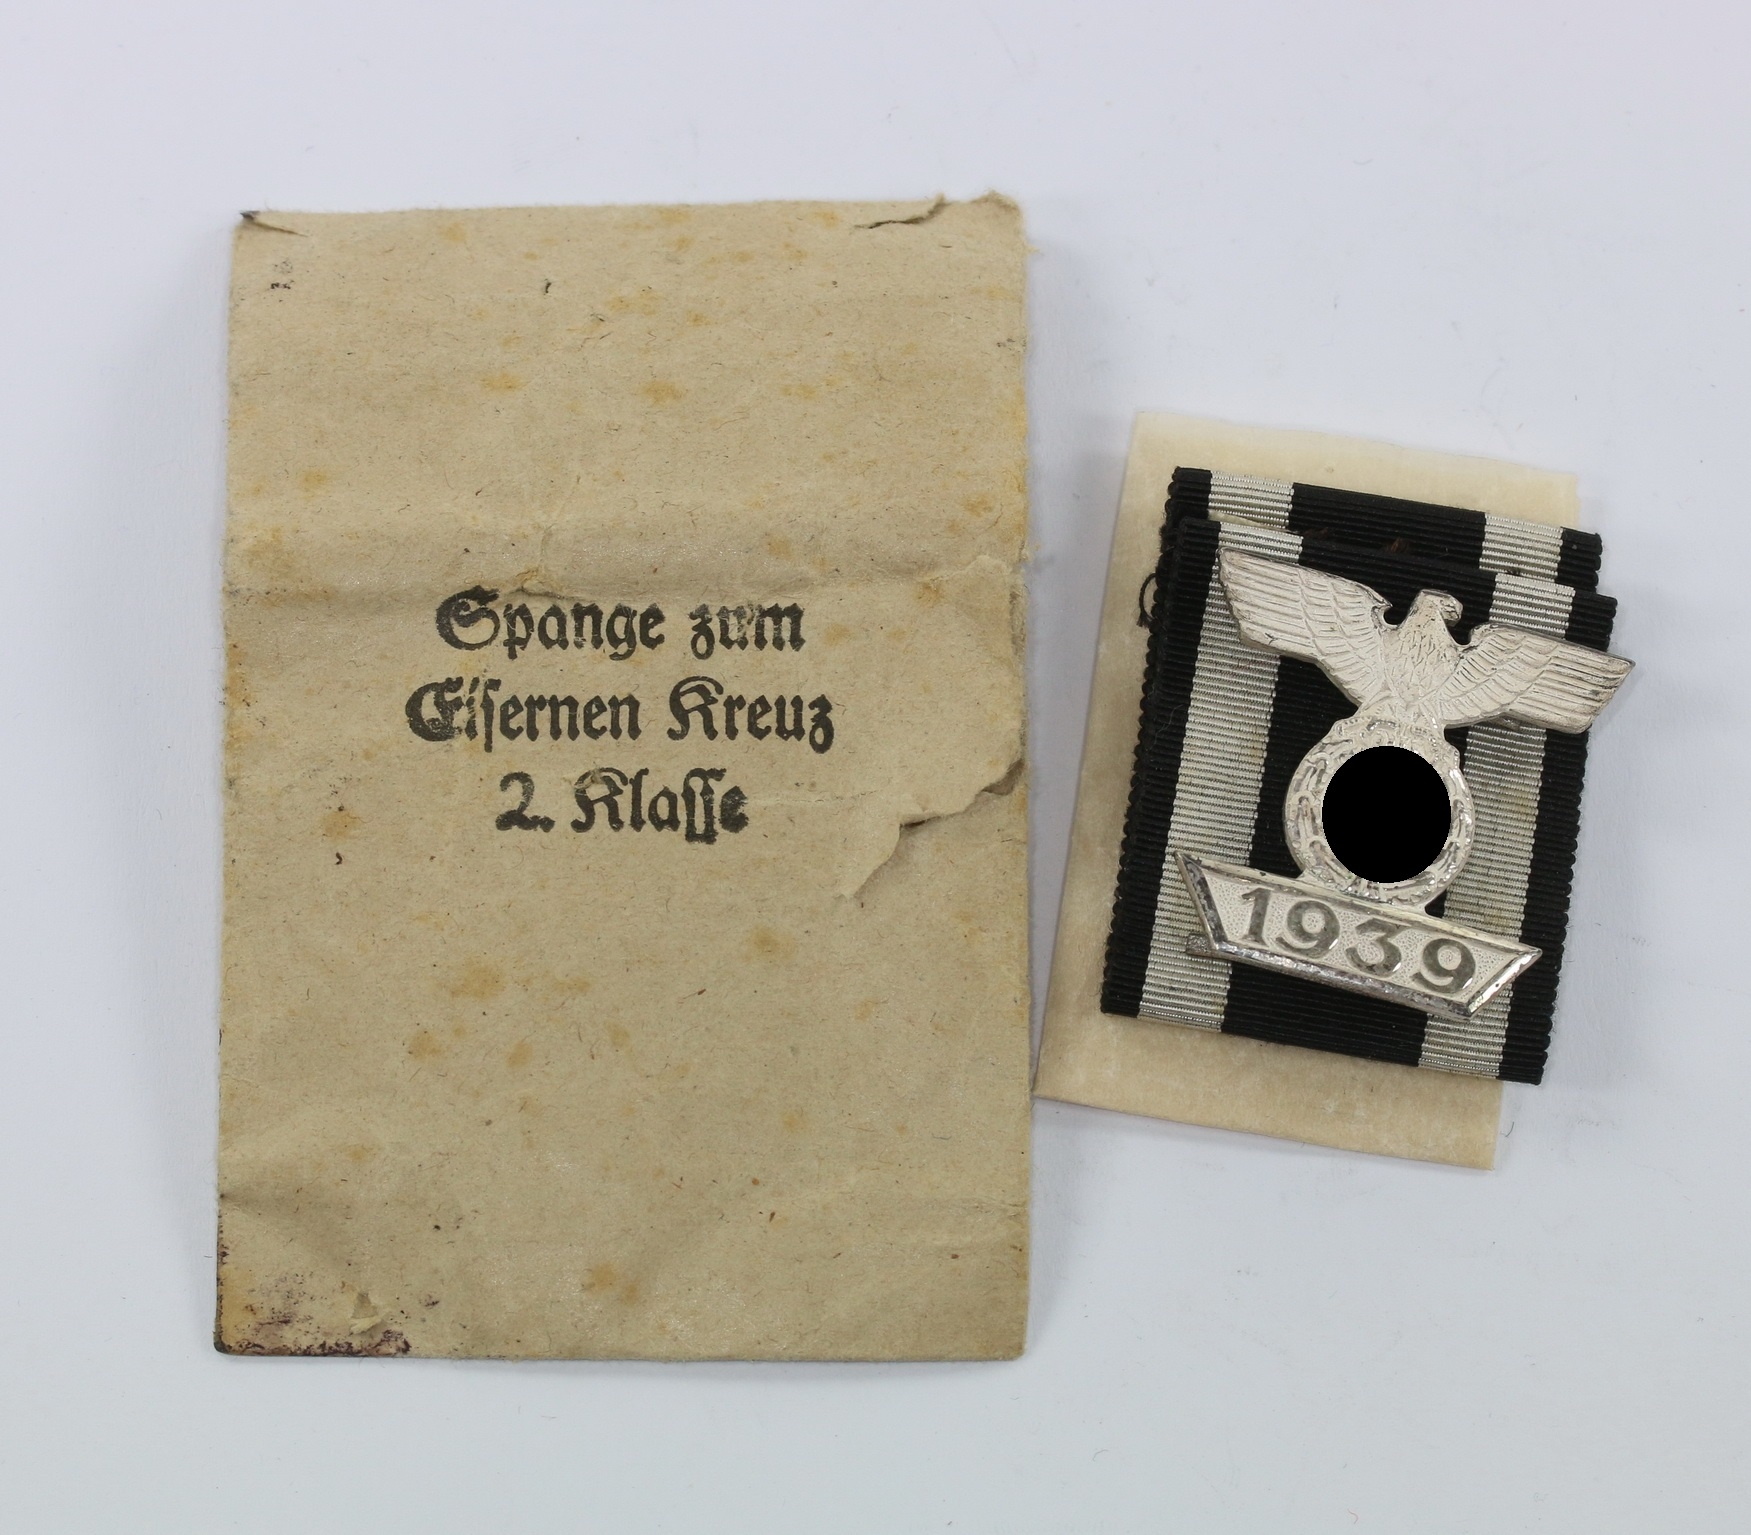 Spange zum
Eisernen Kreuz
2. Klasse
1939